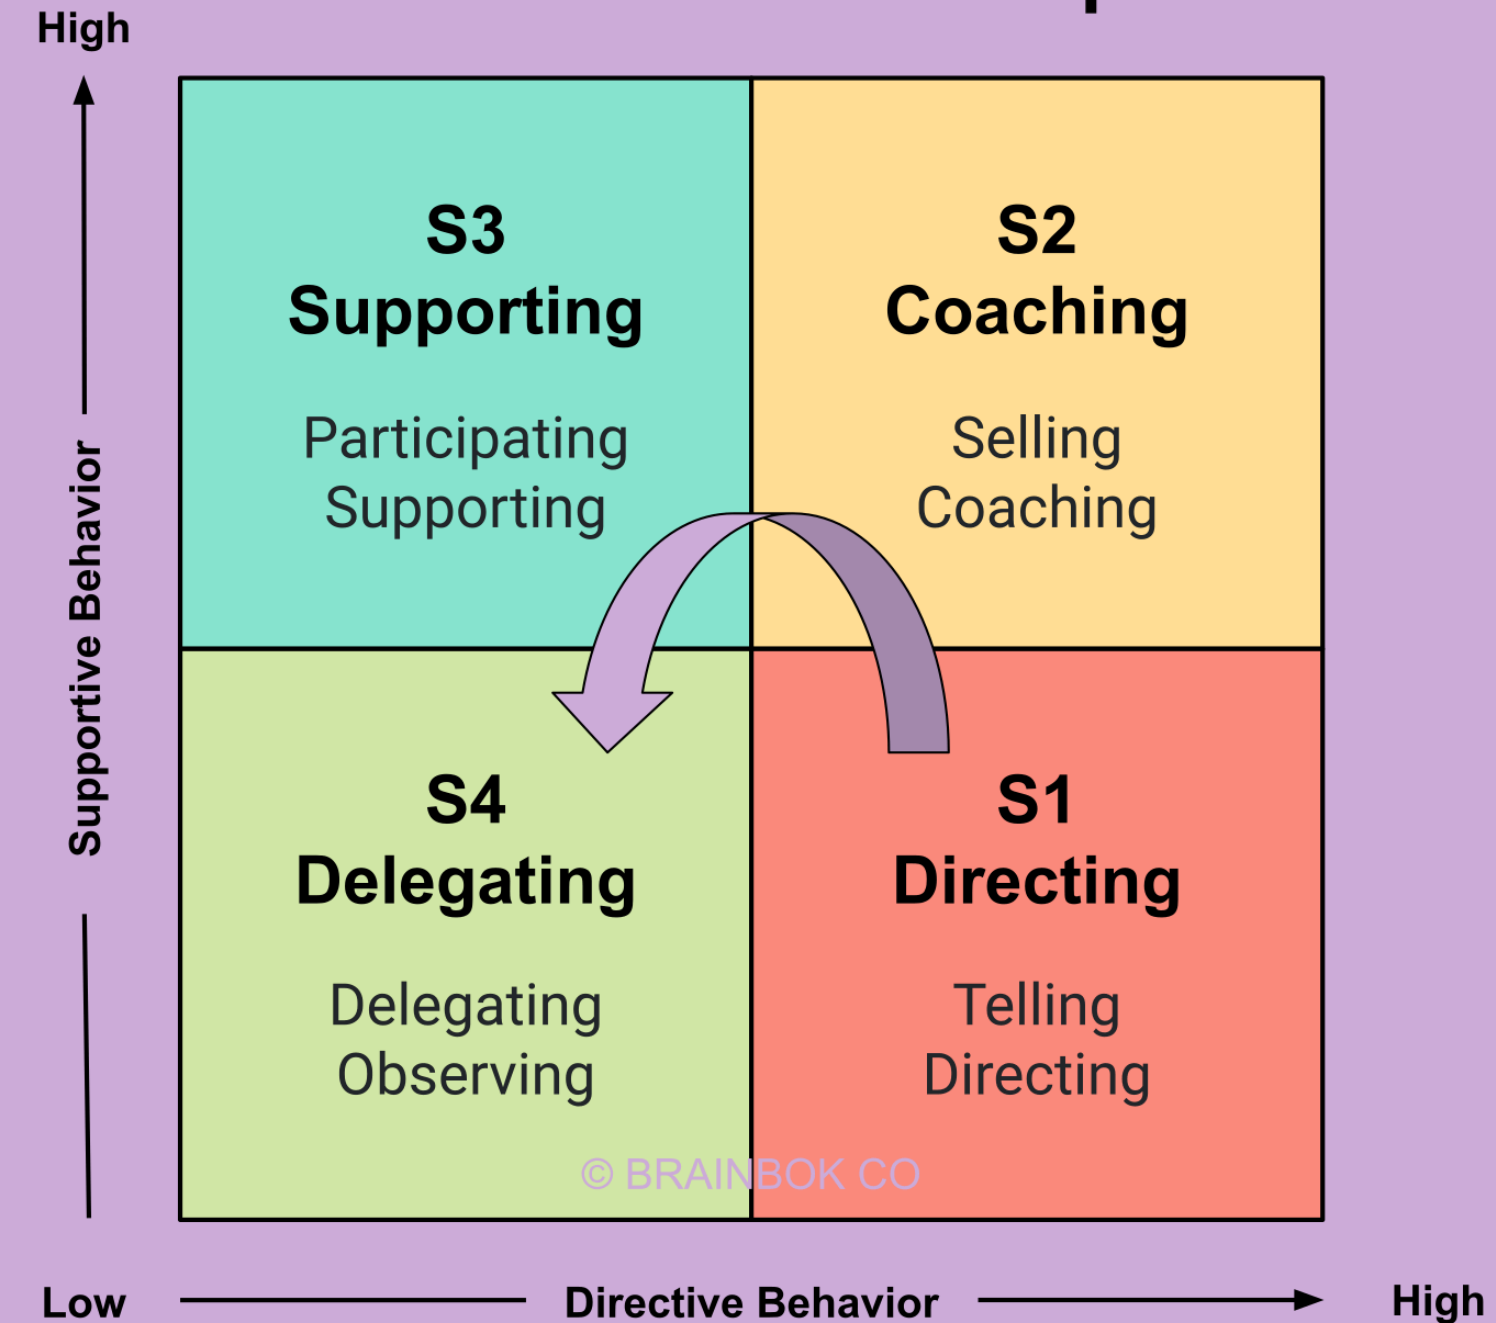 High
S3
Supporting
Participating
Supporting
S2
Coaching
Selling
Coaching
Supportive Behavior
S4
Delegating
Delegating
Observing
S1
Directing
Telling
Directing
© BRAINBOK CO
Low
Directive Behavior
High